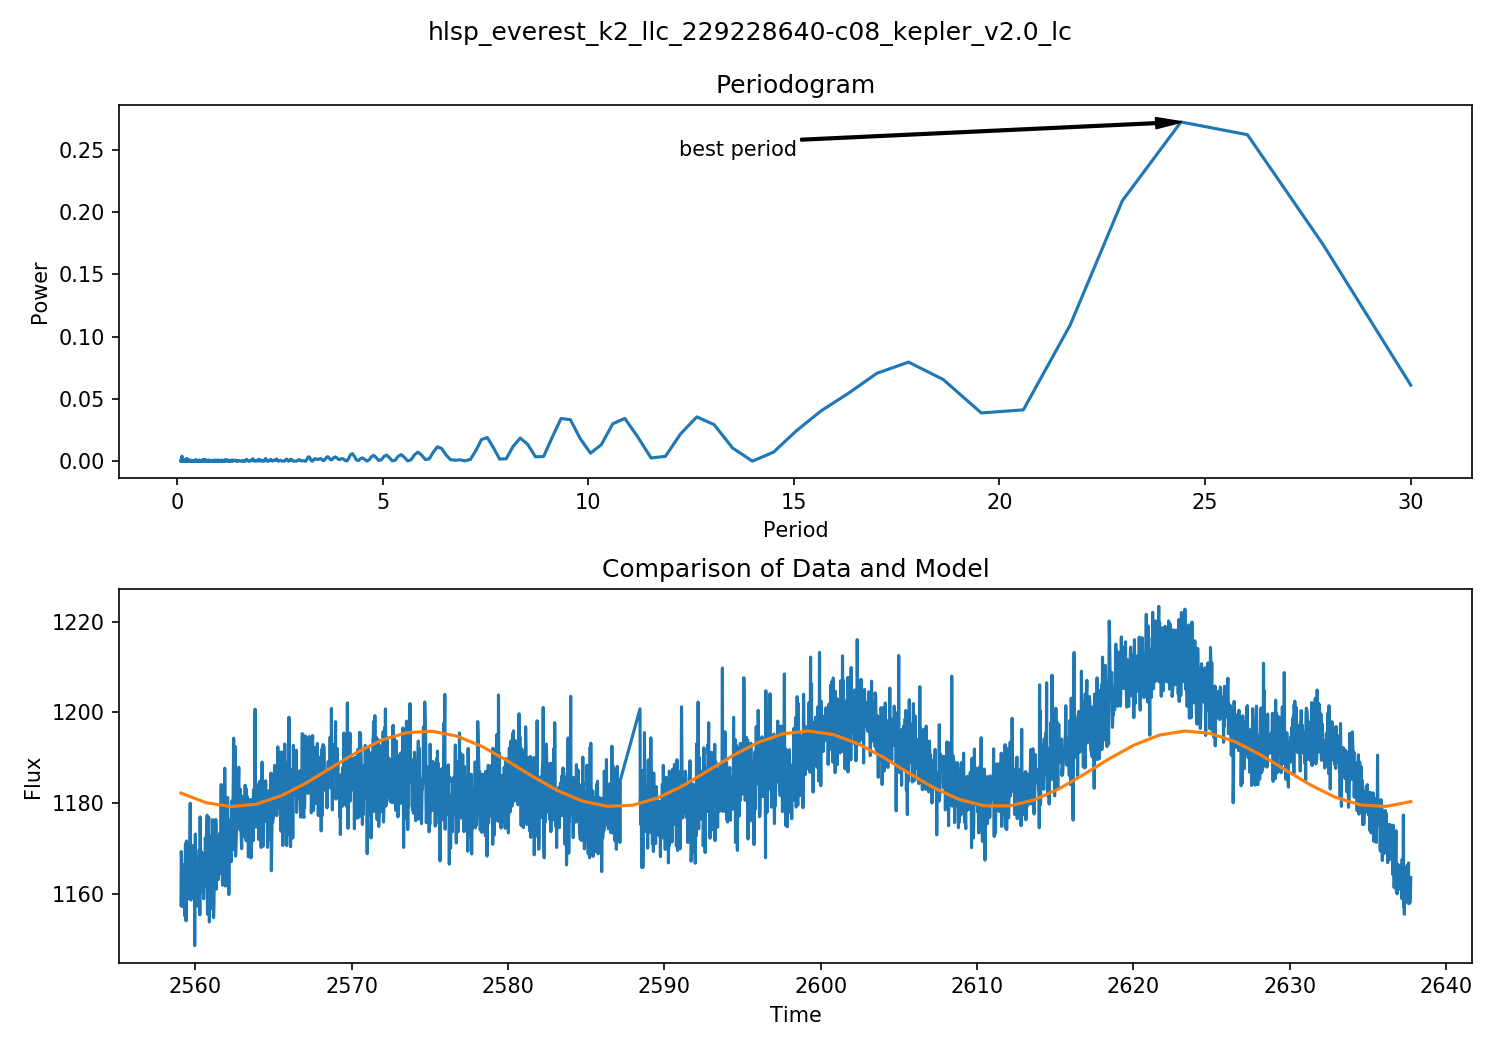 hlsp_everest_k2_llc_229228640-c08_kepler_v2.0_lc
Periodogram
best period
0.25
0.20
0.15
0.10
0.05
0.00
Power
0 5 10 15 20 25 30
Period
Comparison of Data and Model
1220
1200
1180
1160
Flux
2560 2570 2580 2590 2600 2610 2620 2630 2640
Time